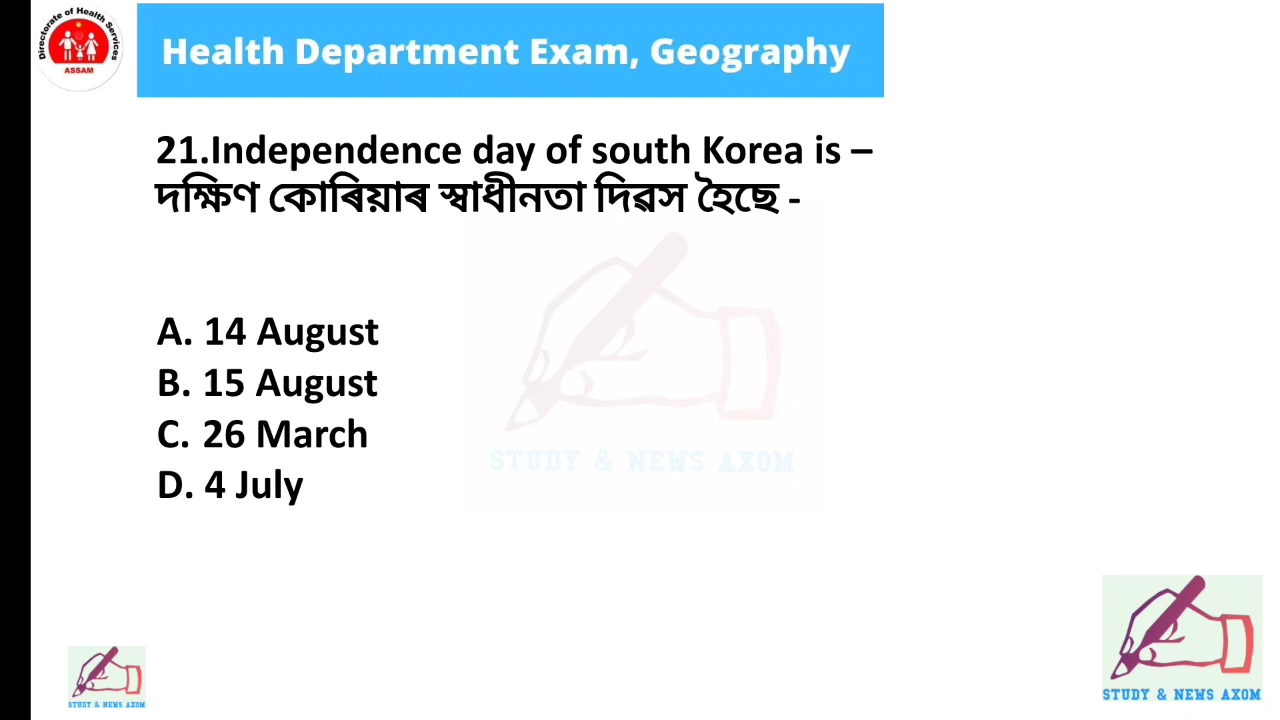 Directorate of Health Services
ASSAM
Health Department Exam, Geography
21.Independence day of south Korea is –
দক্ষিণ কোৰিয়াৰ স্বাধীনতা দিৱস হৈছে -
A. 14 August
B. 15 August
C. 26 March
D. 4 July
STUDY & NEWS AXOM
STUDY & NEWS AXOM
STUDY & NEWS AXOM